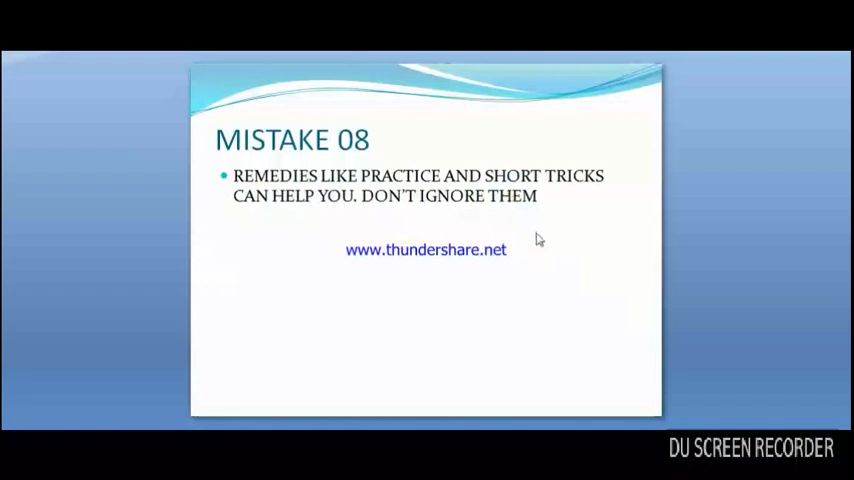 MISTAKE 08
• REMEDIES LIKE PRACTICE AND SHORT TRICKS
CAN HELP YOU. DON'T IGNORE THEM
www.thundershare.net
DU SCREEN RECORDER